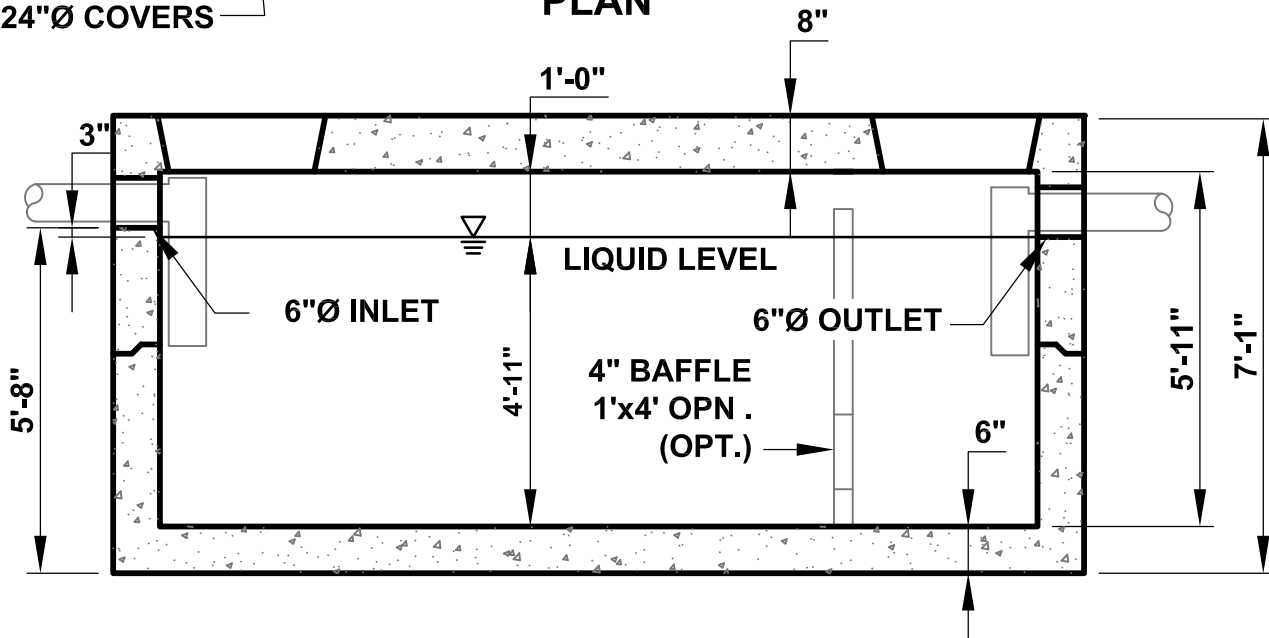 PLAN
24"Ø COVERS
8"
1'-0"
3"
LIQUID LEVEL
6"Ø INLET
6"Ø OUTLET
5'-8"
4'-11"
4" BAFFLE
1'x4' OPN .
(OPT.)
6"
5'-11"
7'-1"